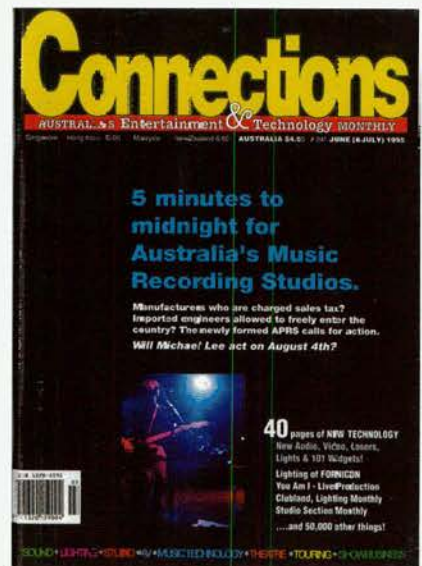 Connections
Entertainment & Technology MONTHLY
AUSTRALIA JUNE (& JULY) 1995
5 minutes to
midnight for
Australia's Music
Recording Studios.
Manufacturers who are charged sales tax?
Imported engineers allowed to freely enter the
country? The newly formed APRS calls for action.
Will Michael Lee act on August 4th?
40 pages of NEW TECHNOLOGY
New Audio, Video, Lasers,
Lights & 101 Widgets!
Lighting of FORNICON
You Am I - Live Production
Clubland, Lighting Monthly
Studio Section Monthly
....and 50,000 other things!
SOUND • LIGHTING • STUDIO • AV • MUSIC TECHNOLOGY • THEATRE • TOURING • SHOWBUSINESS